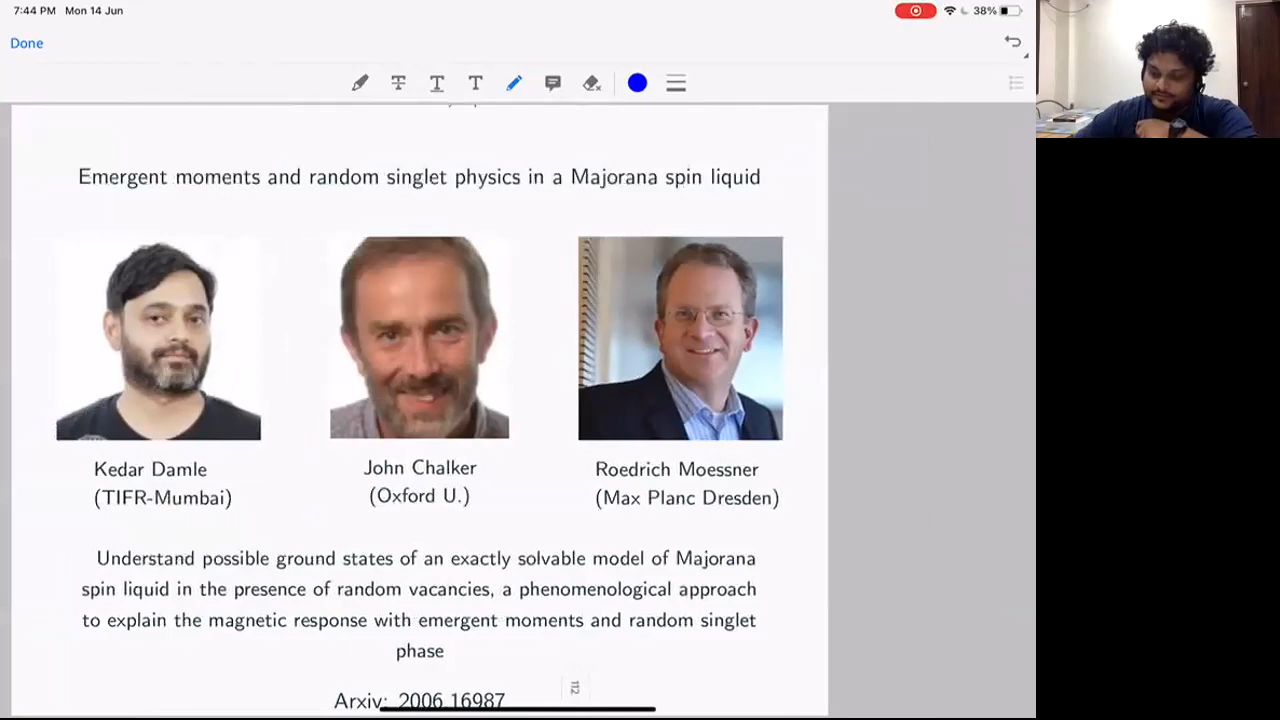 7:44 PM Mon 14 Jun
38%
Done
T T T
Emergent moments and random singlet physics in a Majorana spin liquid
Kedar Damle
(TIFR-Mumbai)
John Chalker
(Oxford U.)
Roedrich Moessner
(Max Planc Dresden)
Understand possible ground states of an exactly solvable model of Majorana
spin liquid in the presence of random vacancies, a phenomenological approach
to explain the magnetic response with emergent moments and random singlet
phase
112
Arxiv: 2006.16987